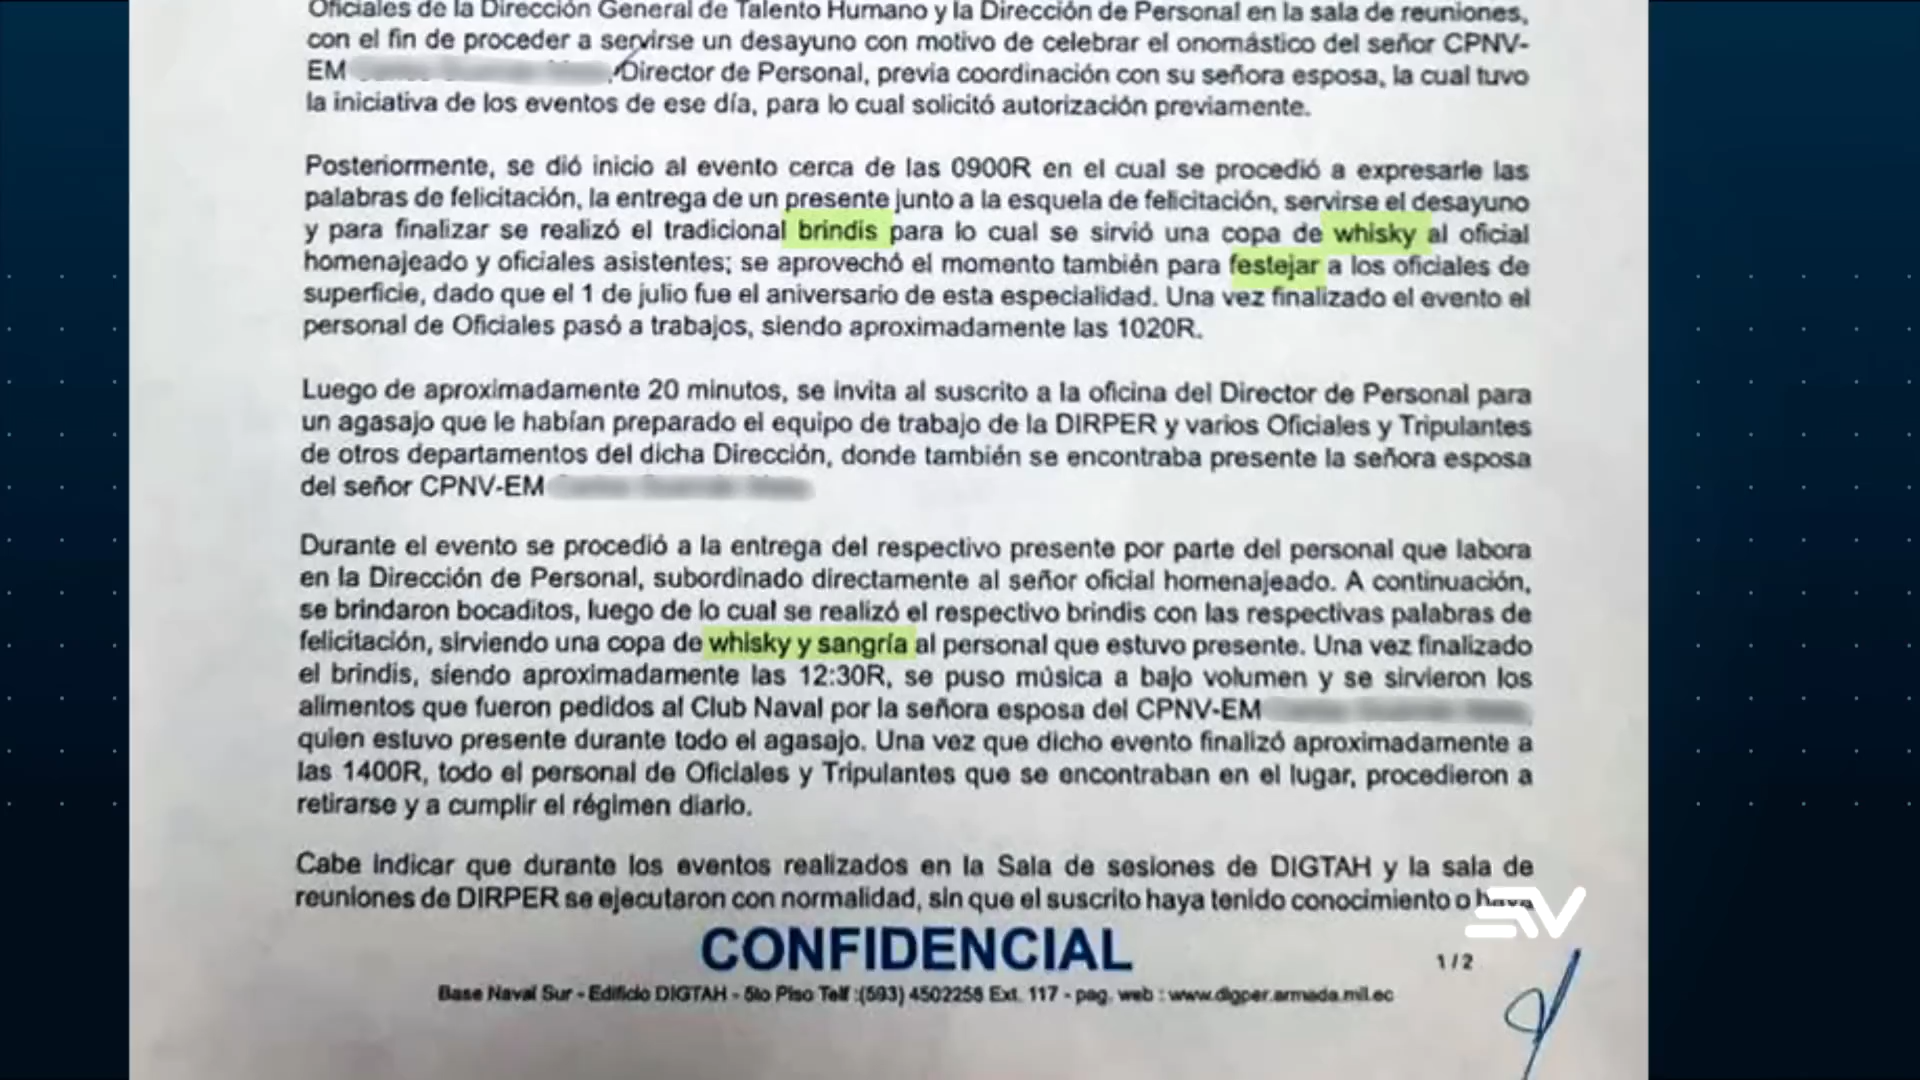 Oficiales de la Dirección General de Talento Humano y la Dirección de Personal en la sala de reuniones,
con el fin de proceder a servirse un desayuno con motivo de celebrar el onomástico del señor CPNV-
EM Director de Personal, previa coordinación con su señora esposa, la cual tuvo
la iniciativa de los eventos de ese día, para lo cual solicitó autorización previamente.
Posteriormente, se dió inicio al evento cerca de las 0900R en el cual se procedió a expresarle las
palabras de felicitación, la entrega de un presente junto a la esquela de felicitación, servirse el desayuno
y para finalizar se realizó el tradicional brindis para lo cual se sirvió una copa de whisky al oficial
homenajeado y oficiales asistentes; se aprovechó el momento también para festejar a los oficiales de
superficie, dado que el 1 de julio fue el aniversario de esta especialidad. Una vez finalizado el evento el
personal de Oficiales pasó a trabajos, siendo aproximadamente las 1020R.
Luego de aproximadamente 20 minutos, se invita al suscrito a la oficina del Director de Personal para
un agasajo que le habían preparado el equipo de trabajo de la DIRPER y varios Oficiales y Tripulantes
de otros departamentos del dicha Dirección, donde también se encontraba presente la señora esposa
del señor CPNV-EM
Durante el evento se procedió a la entrega del respectivo presente por parte del personal que labora
en la Dirección de Personal, subordinado directamente al señor oficial homenajeado. A continuación,
se brindaron bocaditos, luego de lo cual se realizó el respectivo brindis con las respectivas palabras de
felicitación, sirviendo una copa de whisky y sangría al personal que estuvo presente. Una vez finalizado
el brindis, siendo aproximadamente las 12:30R, se puso música a bajo volumen y se sirvieron los
alimentos que fueron pedidos al Club Naval por la señora esposa del CPNV-EM
quien estuvo presente durante todo el agasajo. Una vez que dicho evento finalizó aproximadamente a
las 1400R, todo el personal de Oficiales y Tripulantes que se encontraban en el lugar, procedieron a
retirarse y a cumplir el régimen diario.
Cabe indicar que durante los eventos realizados en la Sala de sesiones de DIGTAH y la sala de
reuniones de DIRPER se ejecutaron con normalidad, sin que el suscrito haya tenido conocimiento o haya
CONFIDENCIAL
1 / 2
Base Naval Sur - Edificio DIGTAH - 5to Piso Telf :(593) 4502258 Ext. 117 - pag. web : www.digper.armada.mil.ec